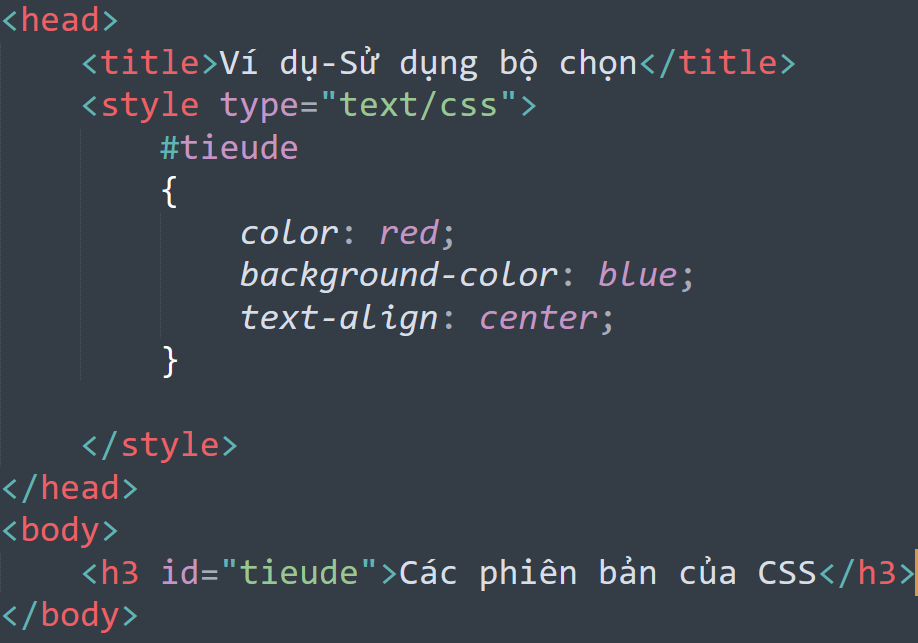 <head>
    <title>Ví dụ-Sử dụng bộ chọn</title>
    <style type="text/css">
        #tieude
        {
            color: red;
            background-color: blue;
            text-align: center;
        }
    </style>
</head>
<body>
    <h3 id="tieude">Các phiên bản của CSS</h3>
</body>